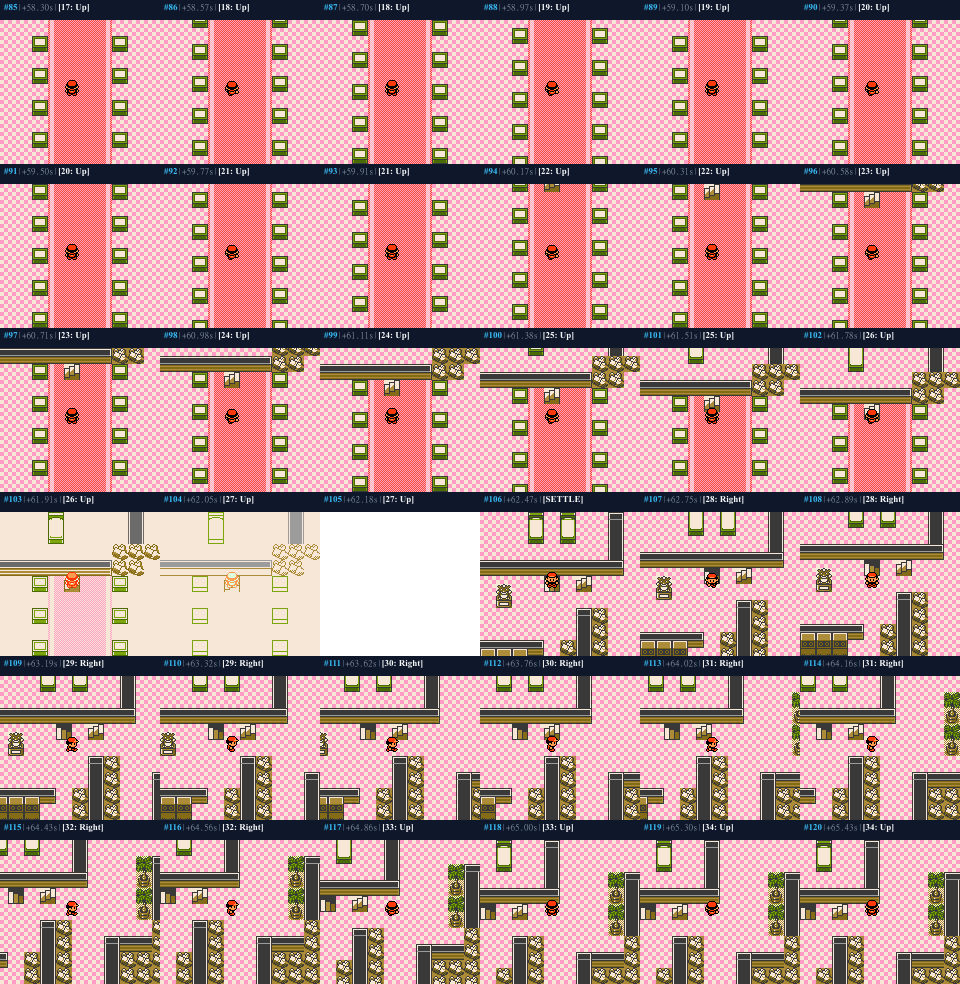 #85|+58.30s|[17: Up] #86|+58.57s|[18: Up] #87|+58.70s|[18: Up] #88|+58.97s|[19: Up] #89|+59.10s|[19: Up] #90|+59.37s|[20: Up]
#91|+59.50s|[20: Up] #92|+59.77s|[21: Up] #93|+59.91s|[21: Up] #94|+60.17s|[22: Up] #95|+60.31s|[22: Up] #96|+60.58s|[23: Up]
#97|+60.71s|[23: Up] #98|+60.98s|[24: Up] #99|+61.11s|[24: Up] #100|+61.38s|[25: Up] #101|+61.51s|[25: Up] #102|+61.78s|[26: Up]
#103|+61.91s|[26: Up] #104|+62.05s|[27: Up] #105|+62.18s|[27: Up] #106|+62.47s|[SETTLE] #107|+62.75s|[28: Right] #108|+62.89s|[28: Right]
#109|+63.19s|[29: Right] #110|+63.32s|[29: Right] #111|+63.62s|[30: Right] #112|+63.76s|[30: Right] #113|+64.02s|[31: Right] #114|+64.16s|[31: Right]
#115|+64.43s|[32: Right] #116|+64.56s|[32: Right] #117|+64.86s|[33: Up] #118|+65.00s|[33: Up] #119|+65.30s|[34: Up] #120|+65.43s|[34: Up]